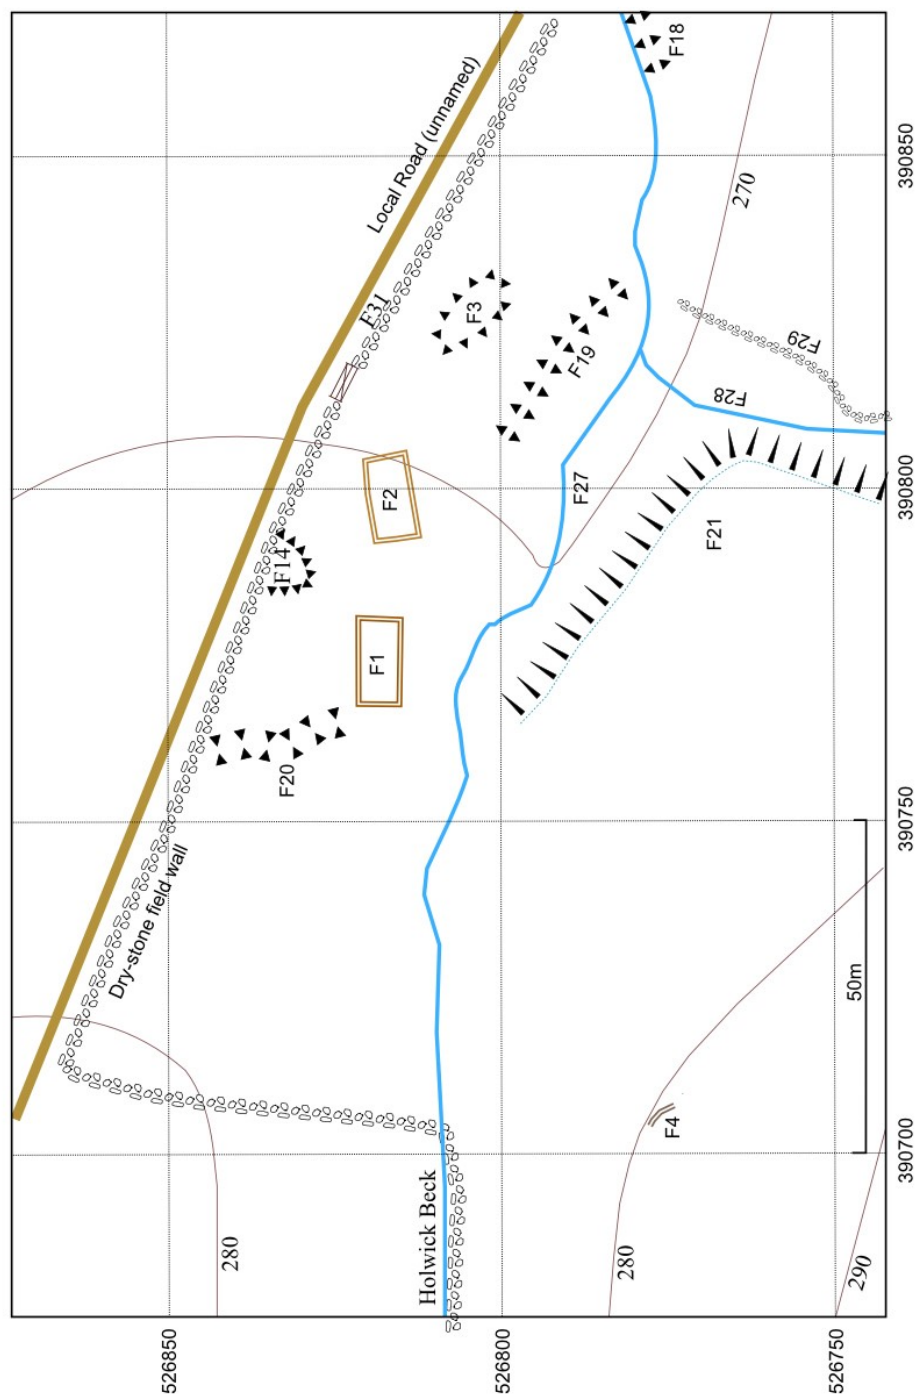 F18
Local Road (unnamed)
390850
270
F31
F3
F19
F29
F28
F2
F27
390800
F14
F21
F1
F20
390750
Dry-stone field wall
50m
F4
390700
Holwick Beck
280
280
290
526850
526800
526750